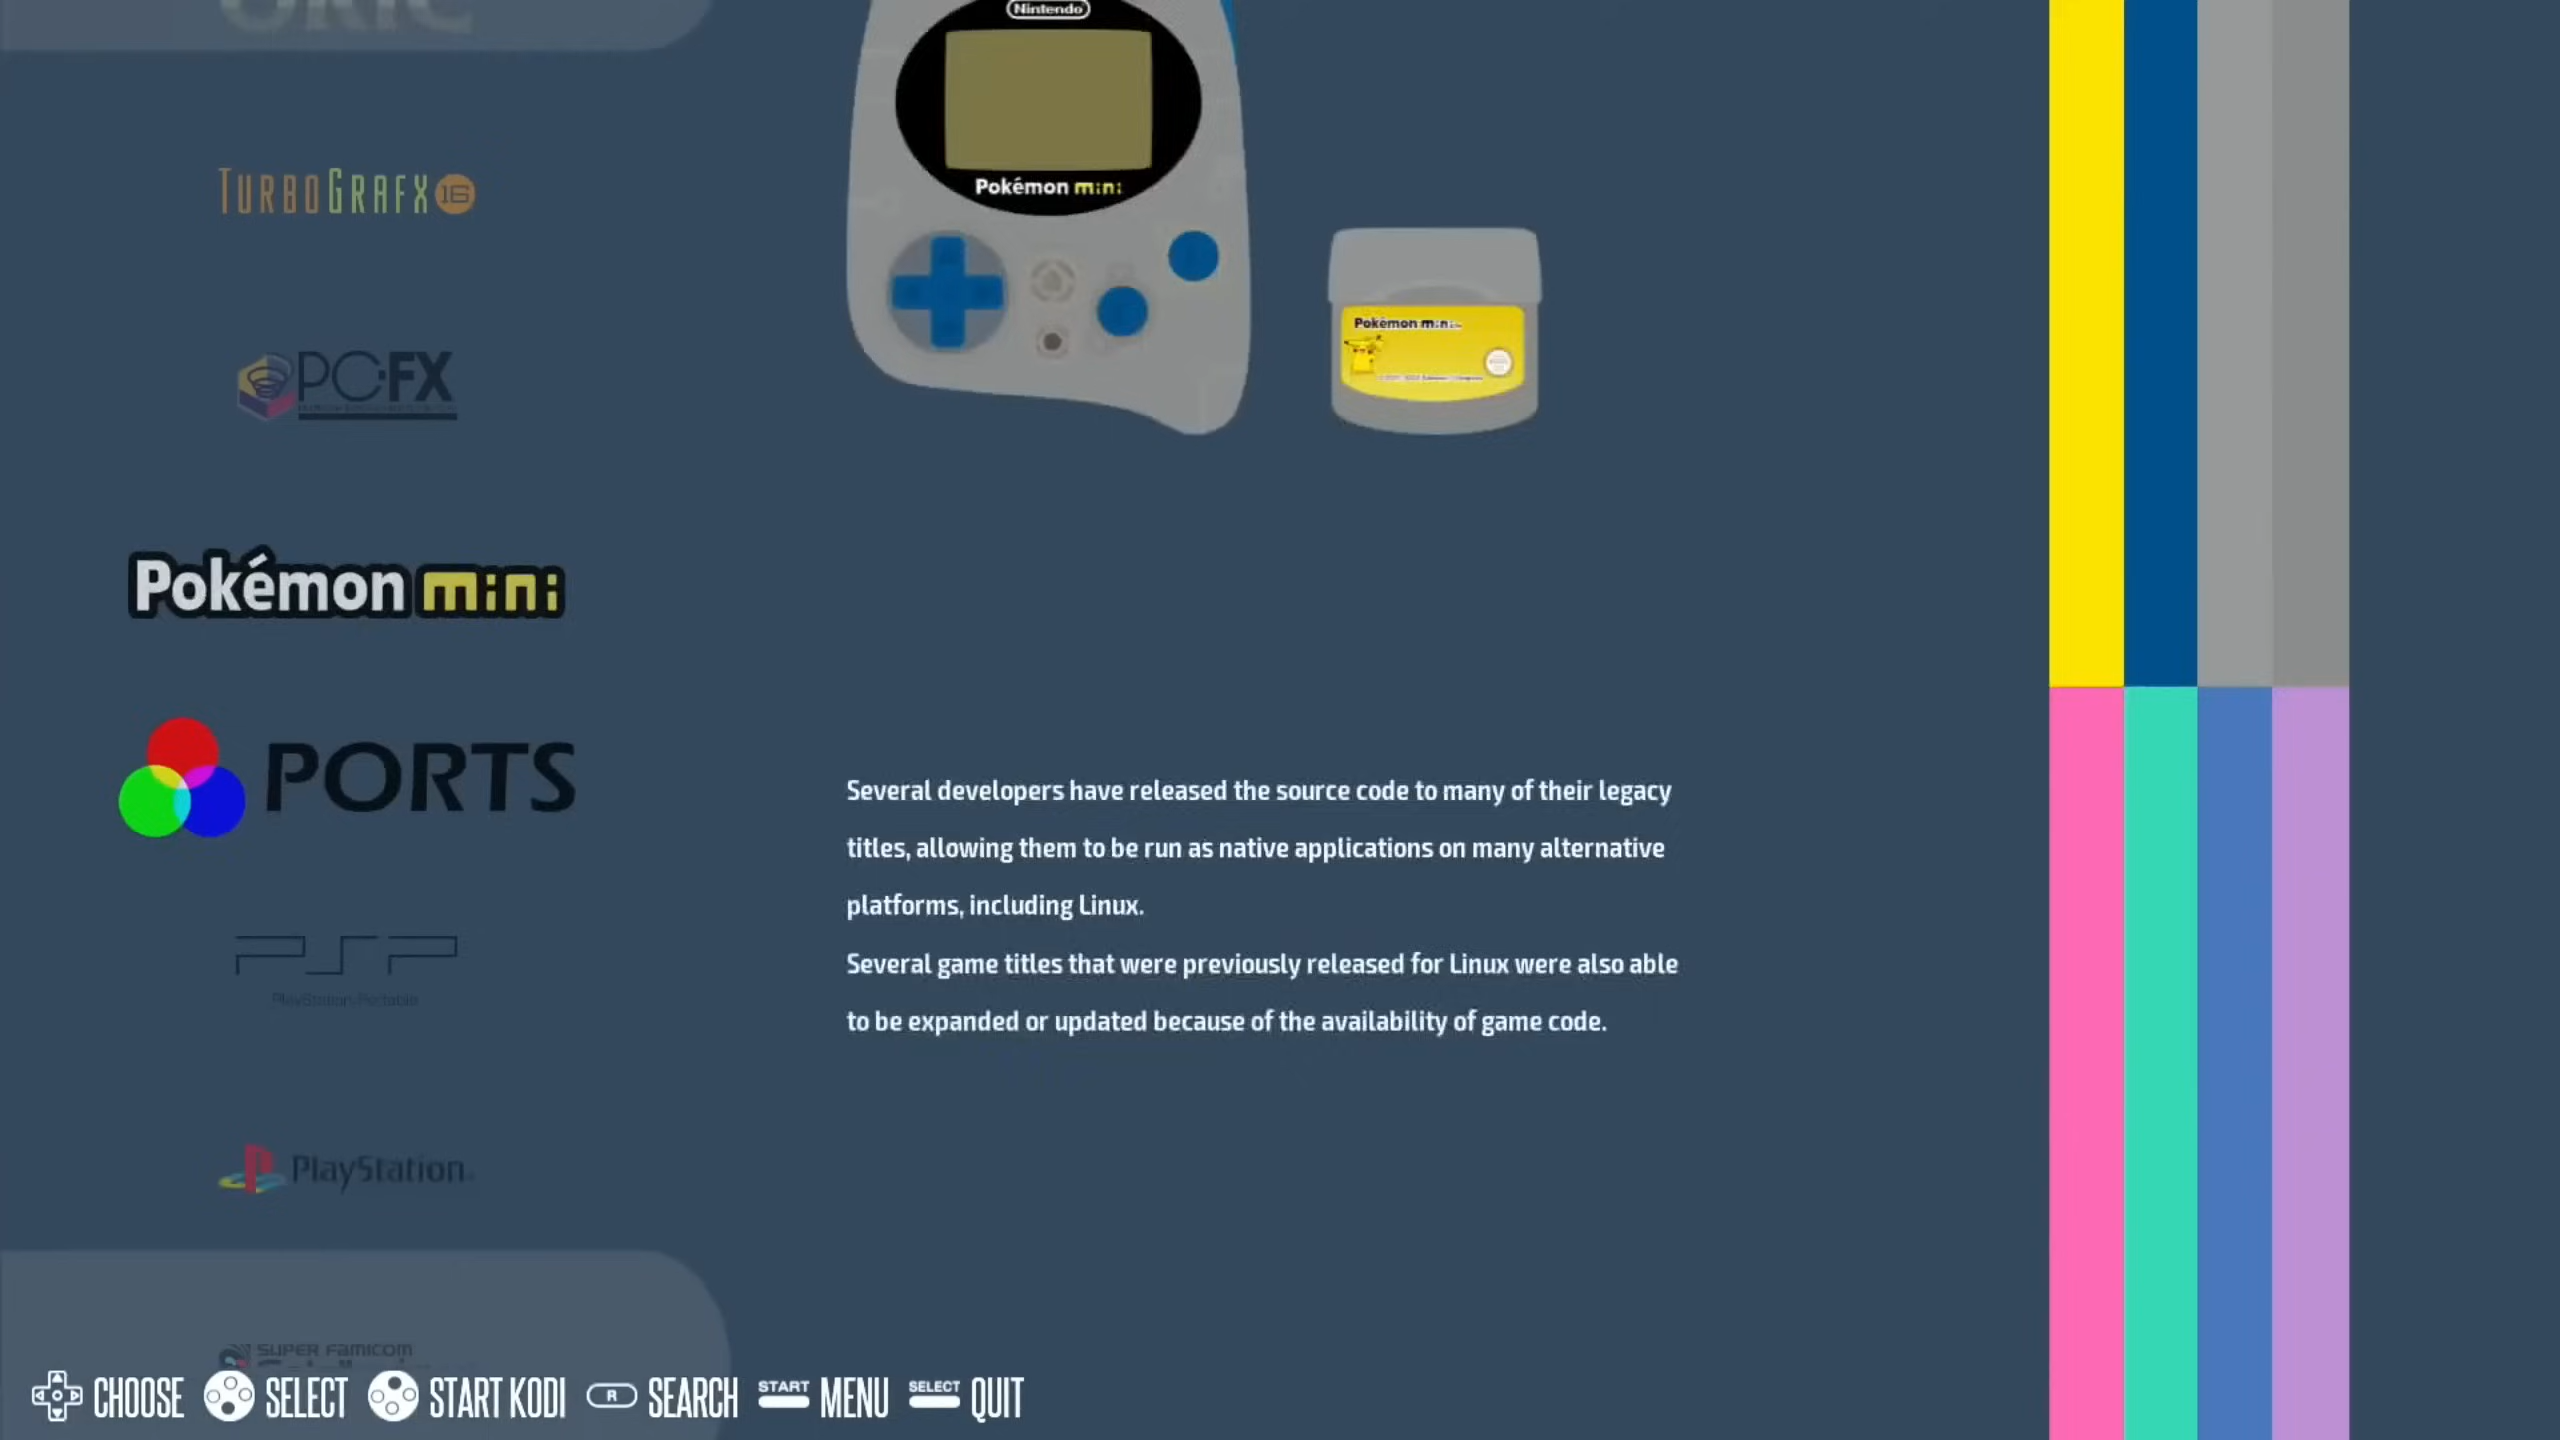 Nintendo
Pokémon mini
TURBOGRAFX 16
PC-FX
Pokémon mini
Pokémon mini
PORTS
Several developers have released the source code to many of their legacy
titles, allowing them to be run as native applications on many alternative
platforms, including Linux.
Several game titles that were previously released for Linux were also able
to be expanded or updated because of the availability of game code.
PSP
PlayStation Portable
PlayStation
SUPER FAMICOM
CHOOSE SELECT START KODI R SEARCH START MENU SELECT QUIT